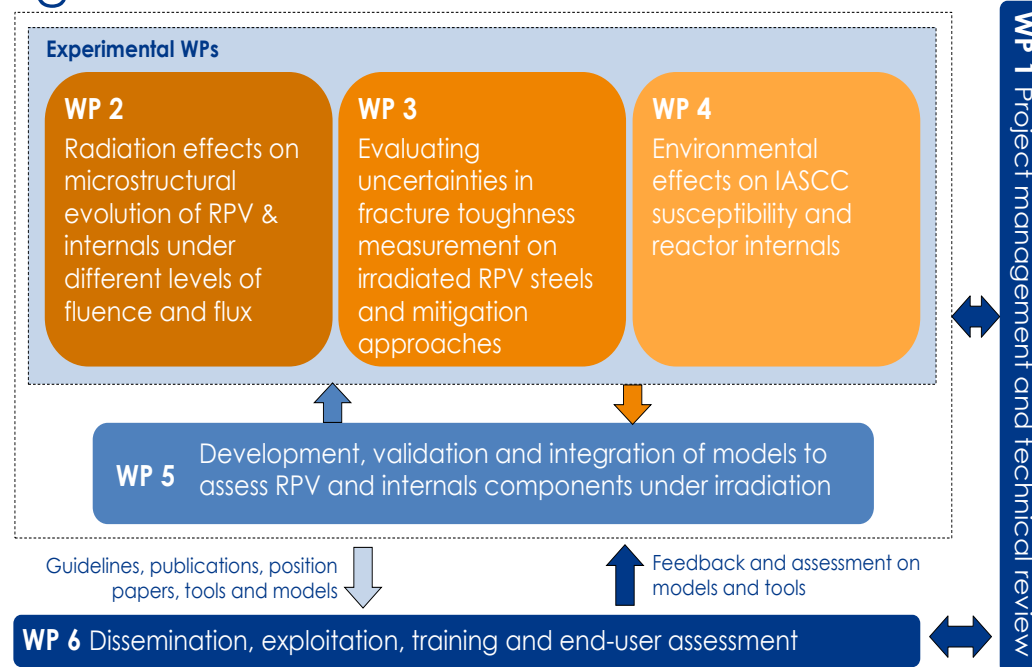 Experimental WPs
WP 2
Radiation effects on
microstructural
evolution of RPV &
internals under
different levels of
fluence and flux
WP 3
Evaluating
uncertainties in
fracture toughness
measurement on
irradiated RPV steels
and mitigation
approaches
WP 4
Environmental
effects on IASCC
susceptibility and
reactor internals
WP 5
Development, validation and integration of models to
assess RPV and internals components under irradiation
Guidelines, publications, position
papers, tools and models
Feedback and assessment on
models and tools
WP 6 Dissemination, exploitation, training and end-user assessment
WP 1 Project management and technical review